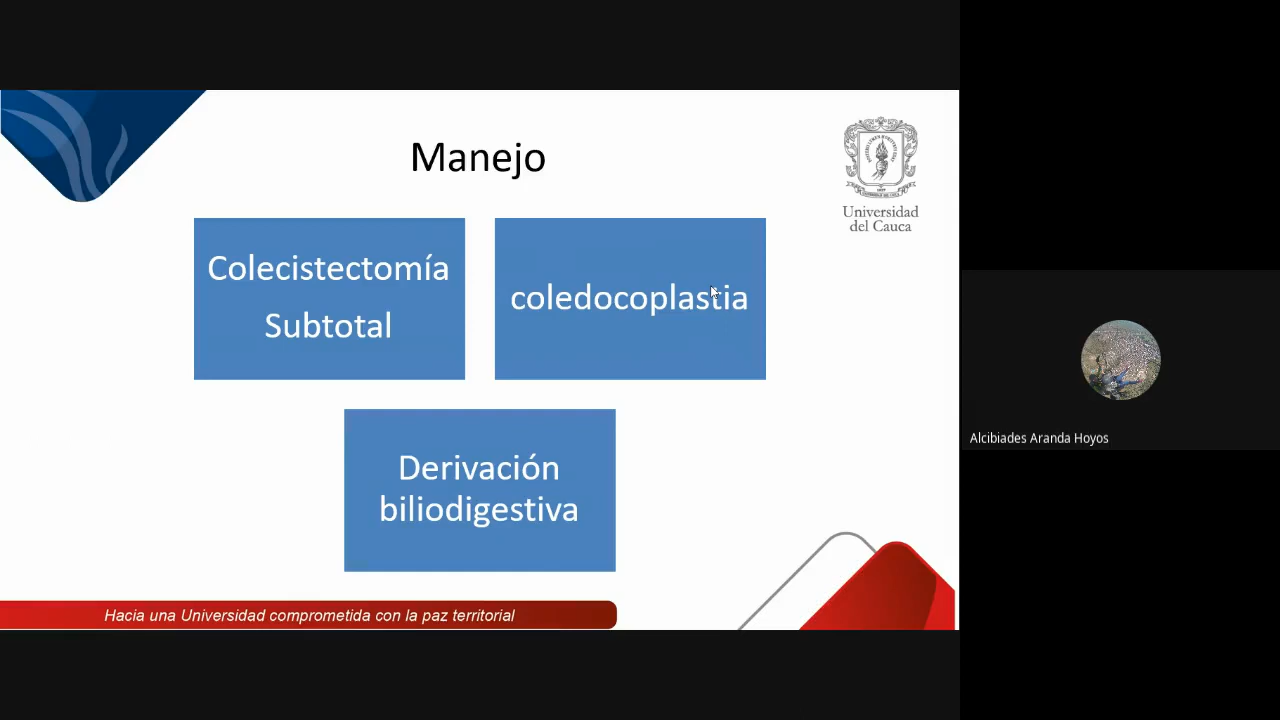 Manejo
Universidad
del Cauca
Colecistectomía
Subtotal
coledocoplastia
Derivación
biliodigestiva
Hacia una Universidad comprometida con la paz territorial
Alcibiades Aranda Hoyos